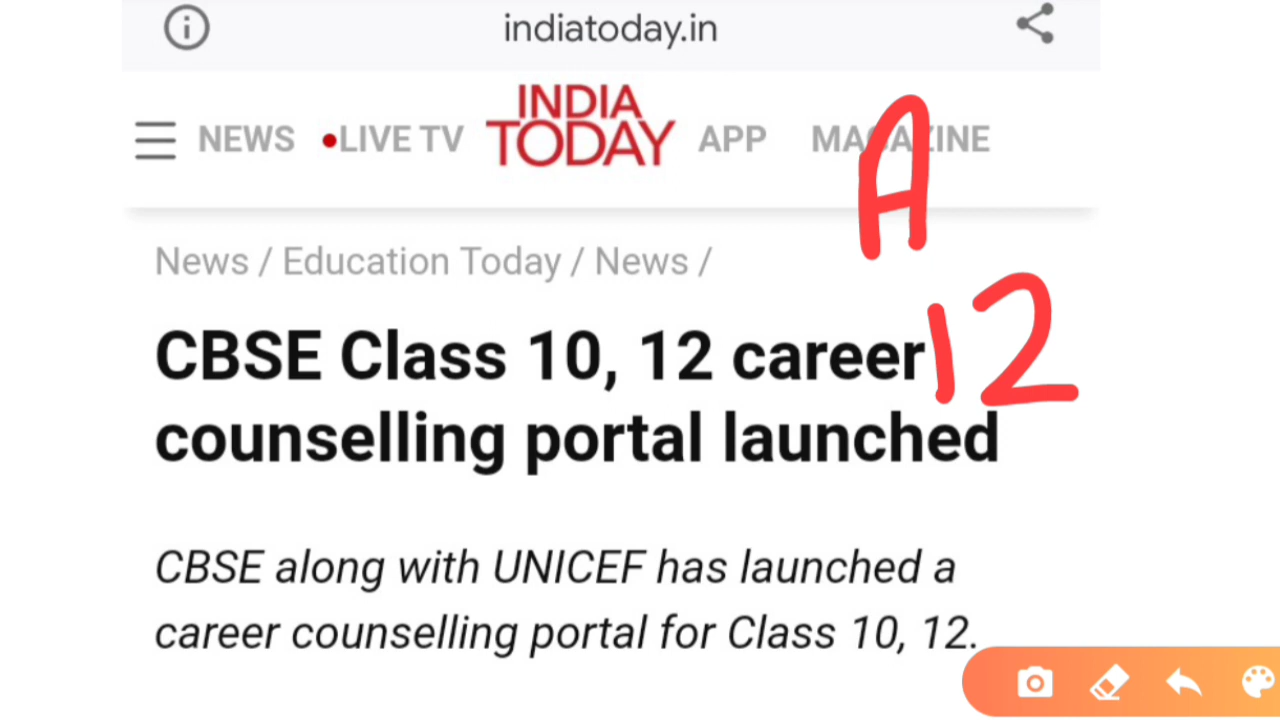 indiatoday.in
NEWS LIVE TV INDIA TODAY APP MAGAZINE
A
News / Education Today / News /
12
CBSE Class 10, 12 career
counselling portal launched
CBSE along with UNICEF has launched a
career counselling portal for Class 10, 12.